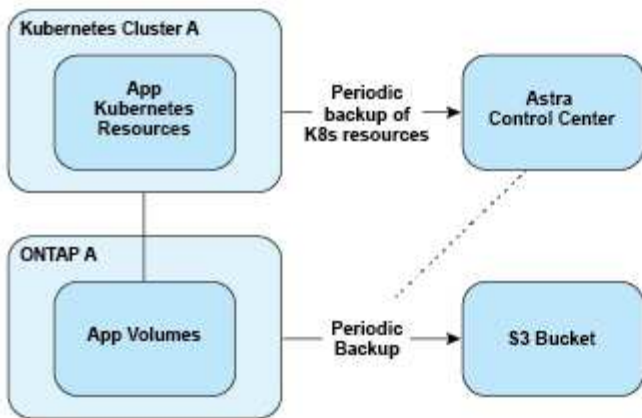 Kubernetes Cluster A
App
Kubernetes
Resources
Periodic
backup of
K8s resources
Astra
Control Center
ONTAP A
App Volumes
Periodic
Backup
S3 Bucket